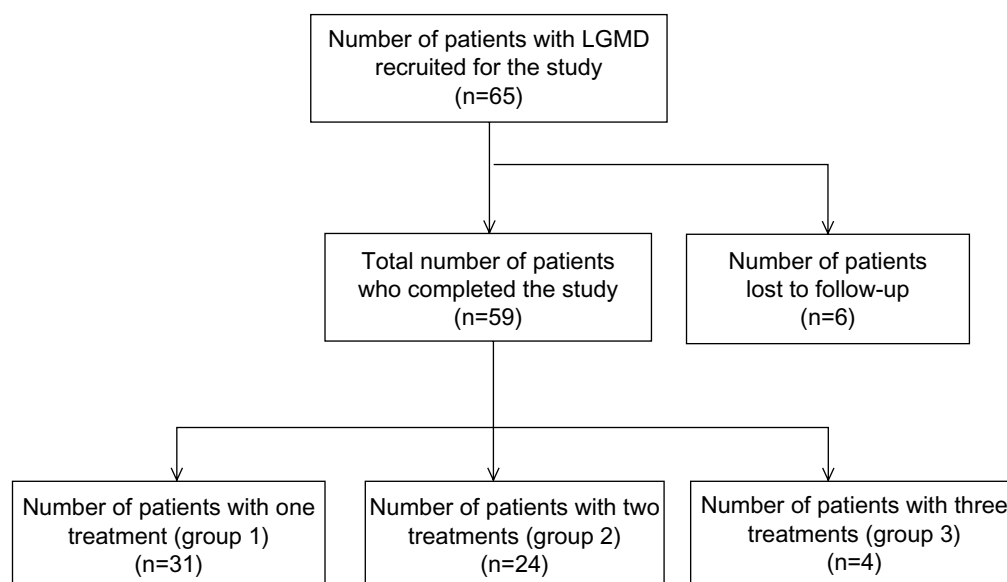 Number of patients with LGMD
recruited for the study
(n=65)
Total number of patients
who completed the study
(n=59)
Number of patients
lost to follow-up
(n=6)
Number of patients with one
treatment (group 1)
(n=31)
Number of patients with two
treatments (group 2)
(n=24)
Number of patients with three
treatments (group 3)
(n=4)